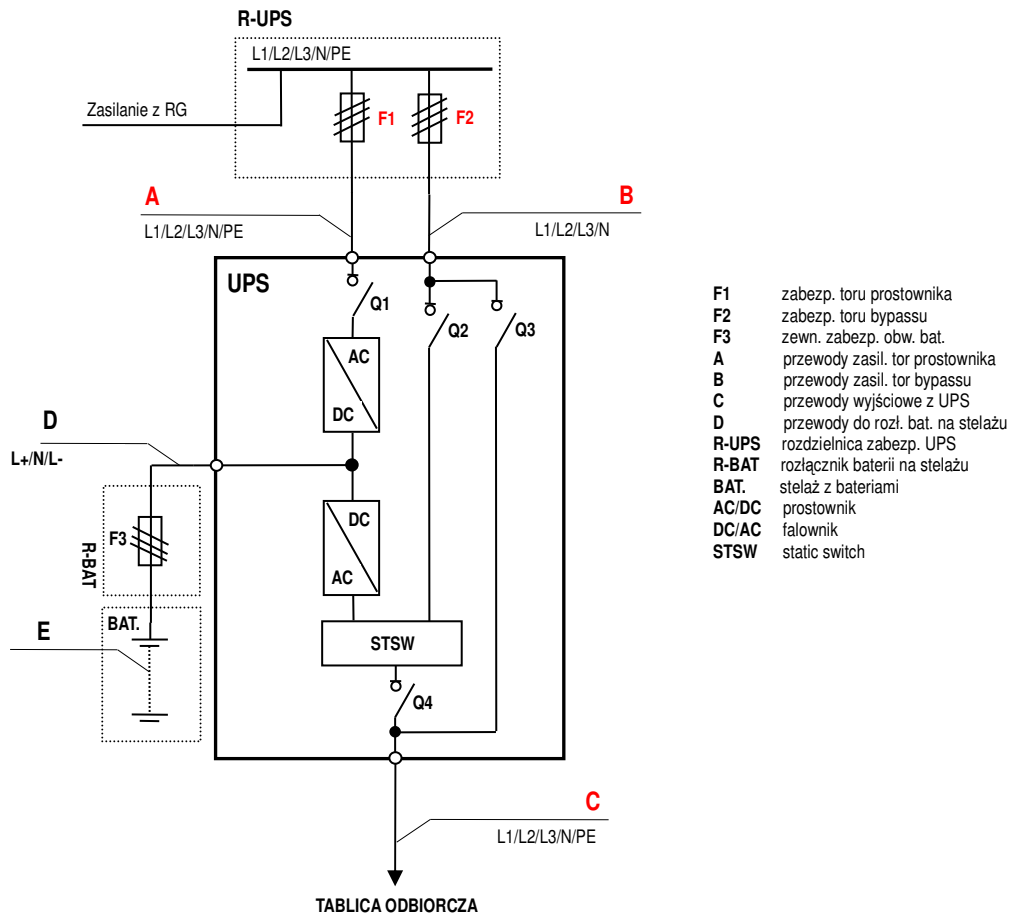 R-UPS
L1/L2/L3/N/PE
Zasilanie z RG
F1
F2
A
L1/L2/L3/N/PE
B
L1/L2/L3/N
UPS
Q1
Q2
Q3
AC
DC
D
L+/N/L-
DC
AC
F3
R-BAT
BAT.
E
STSW
Q4
C
L1/L2/L3/N/PE
TABLICA ODBIORCZA
F1 zabezp. toru prostownika
F2 zabezp. toru bypassu
F3 zewn. zabezp. obw. bat.
A przewody zasil. tor prostownika
B przewody zasil. tor bypassu
C przewody wyjściowe z UPS
D przewody do rozł. bat. na stelażu
R-UPS rozdzielnica zabezp. UPS
R-BAT rozłącznik baterii na stelażu
BAT. stelaż z bateriami
AC/DC prostownik
DC/AC falownik
STSW static switch